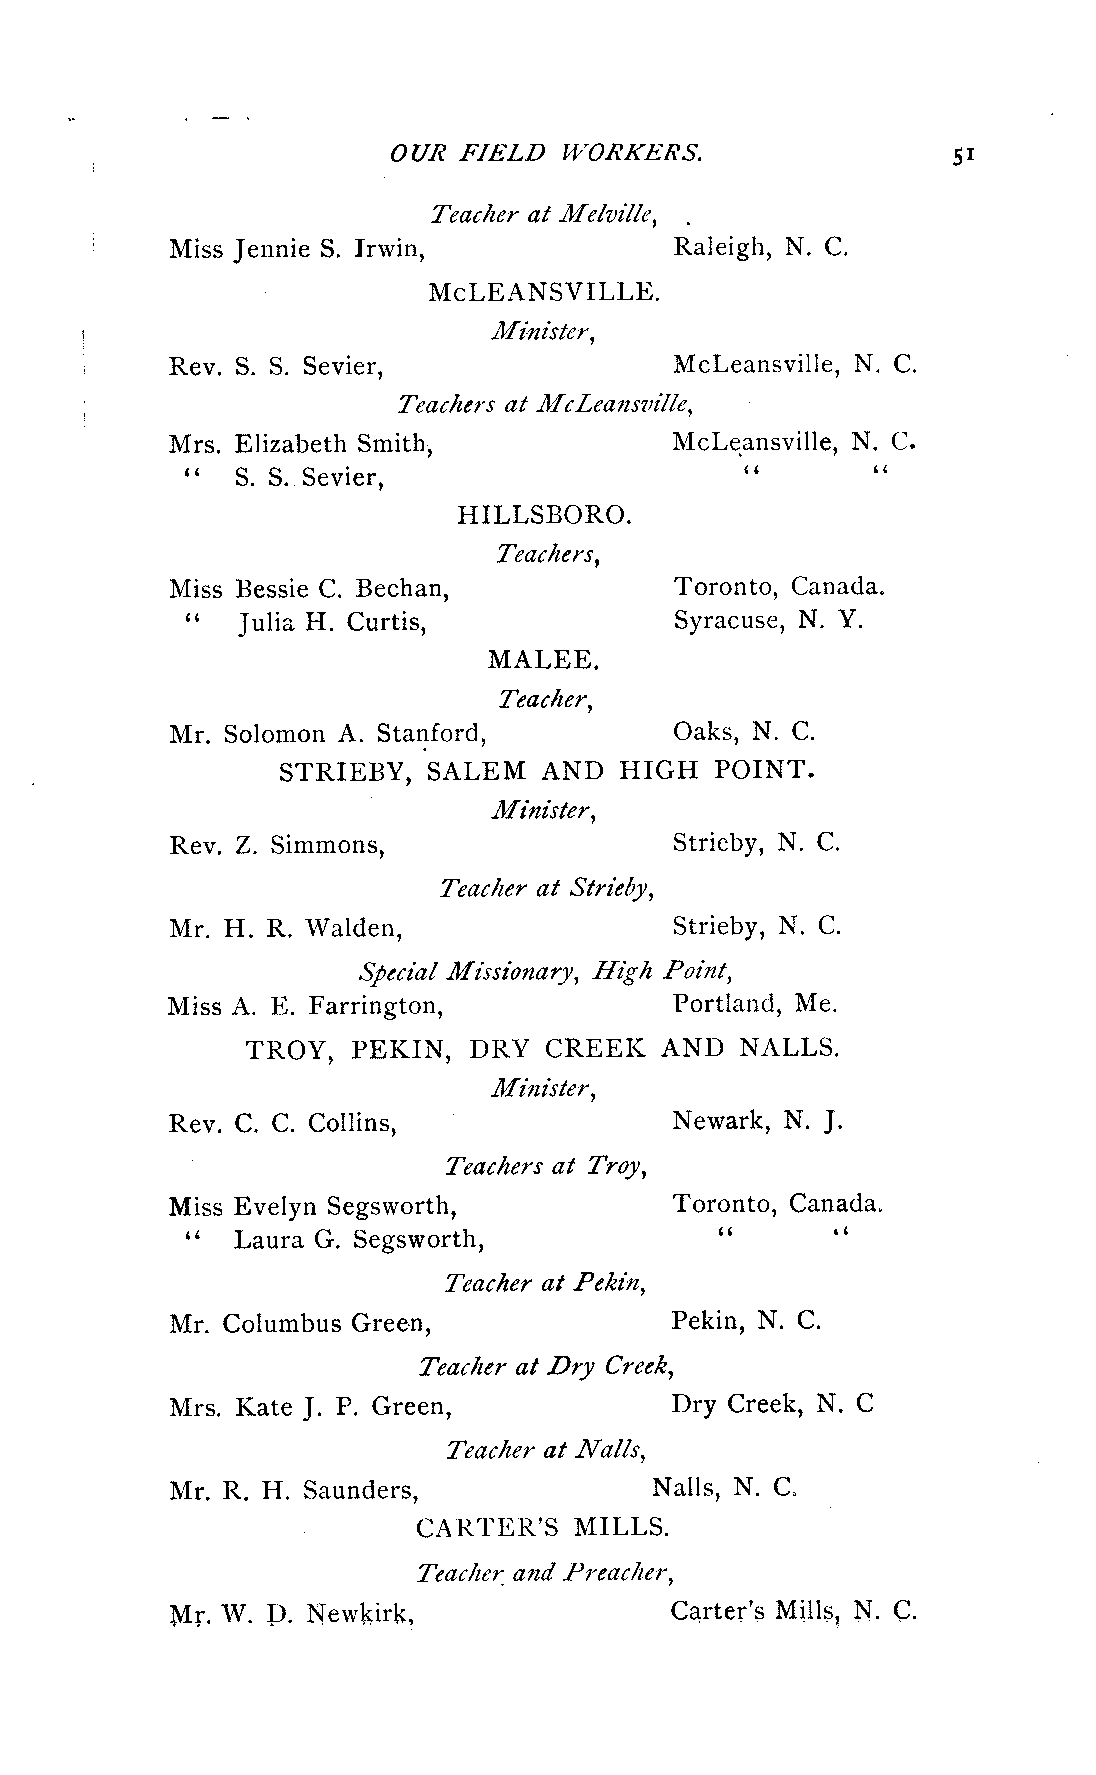 OUR FIELD WORKERS. 51
Teacher at Melville,
Miss Jennie S. Irwin, Raleigh, N. C.
McLEANSVILLE.
Minister,
Rev. S. S. Sevier, McLeansville, N. C.
Teachers at McLeansville,
Mrs. Elizabeth Smith, McLeansville, N. C.
“ S. S. Sevier, “ “
HILLSBORO.
Teachers,
Miss Bessie C. Bechan, Toronto, Canada.
“ Julia H. Curtis, Syracuse, N. Y.
MALEE.
Teacher,
Mr. Solomon A. Stanford, Oaks, N. C.
STRIEBY, SALEM AND HIGH POINT.
Minister,
Rev. Z. Simmons, Strieby, N. C.
Teacher at Strieby,
Mr. H. R. Walden, Strieby, N. C.
Special Missionary, High Point,
Miss A. E. Farrington, Portland, Me.
TROY, PEKIN, DRY CREEK AND NALLS.
Minister,
Rev. C. C. Collins, Newark, N. J.
Teachers at Troy,
Miss Evelyn Segsworth, Toronto, Canada.
“ Laura G. Segsworth, “ “
Teacher at Pekin,
Mr. Columbus Green, Pekin, N. C.
Teacher at Dry Creek,
Mrs. Kate J. P. Green, Dry Creek, N. C
Teacher at Nalls,
Mr. R. H. Saunders, Nalls, N. C.
CARTER'S MILLS.
Teacher and Preacher,
Mr. W. D. Newkirk, Carter's Mills, N. C.